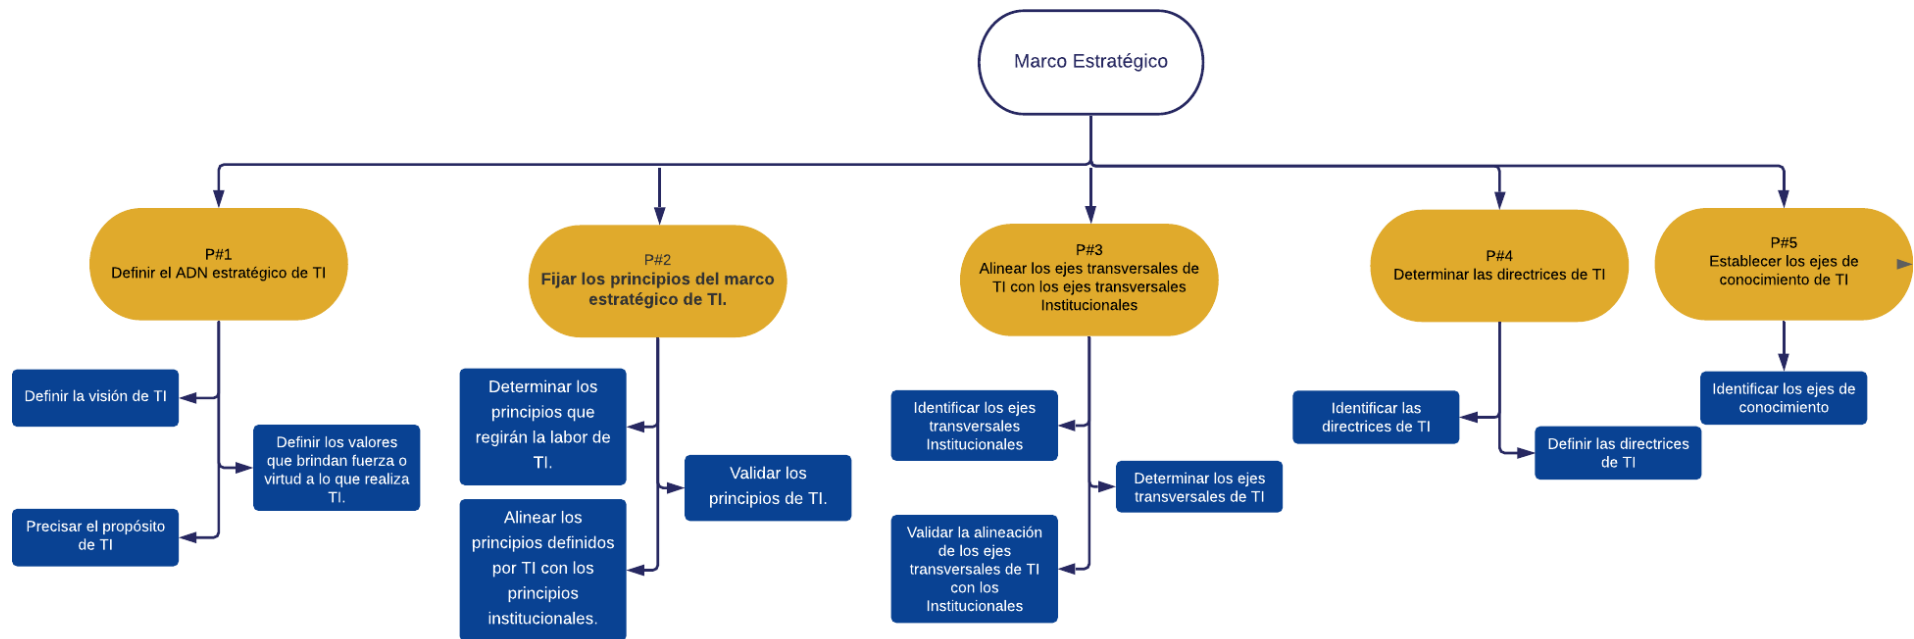 Marco Estratégico
P#1
Definir el ADN estratégico de TI
P#2
Fijar los principios del marco
estratégico de TI.
P#3
Alinear los ejes transversales de
TI con los ejes transversales
Institucionales
P#4
Determinar las directrices de TI
P#5
Establecer los ejes de
conocimiento de TI
Definir la visión de TI
Definir los valores
que brindan fuerza o
virtud a lo que realiza
TI.
Precisar el propósito
de TI
Determinar los
principios que
regirán la labor de
TI.
Validar los
principios de TI.
Alinear los
principios definidos
por TI con los
principios
institucionales.
Identificar los ejes
transversales
Institucionales
Determinar los ejes
transversales de TI
Validar la alineación
de los ejes
transversales de TI
con los
Institucionales
Identificar las
directrices de TI
Definir las directrices
de TI
Identificar los ejes de
conocimiento